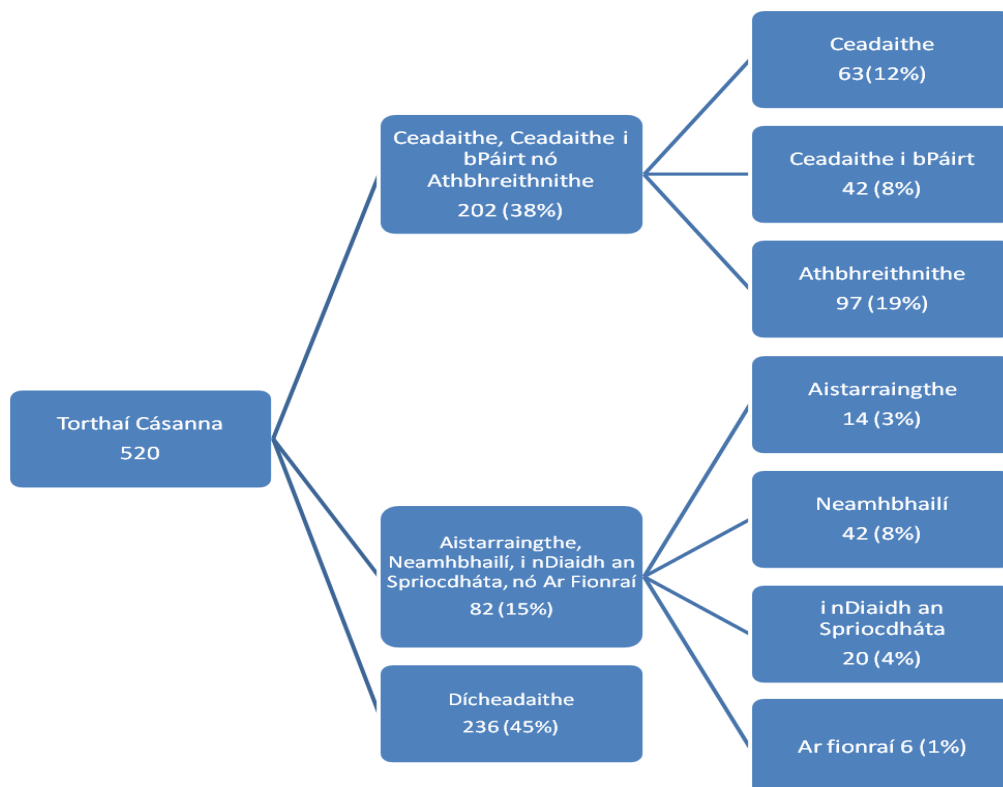 Torthaí Cásanna
520
Ceadaithe, Ceadaithe i
bPáirt nó
Athbhreithnithe
202 (38%)
Ceadaithe
63(12%)
Ceadaithe i bPáirt
42 (8%)
Athbhreithnithe
97 (19%)
Aistarraingthe,
Neamhbhailí, i nDiaidh an
Spriocdháta, nó Ar Fionraí
82 (15%)
Aistarraingthe
14 (3%)
Neamhbhailí
42 (8%)
i nDiaidh an
Spriocdháta
20 (4%)
Ar fionraí 6 (1%)
Dícheadaithe
236 (45%)